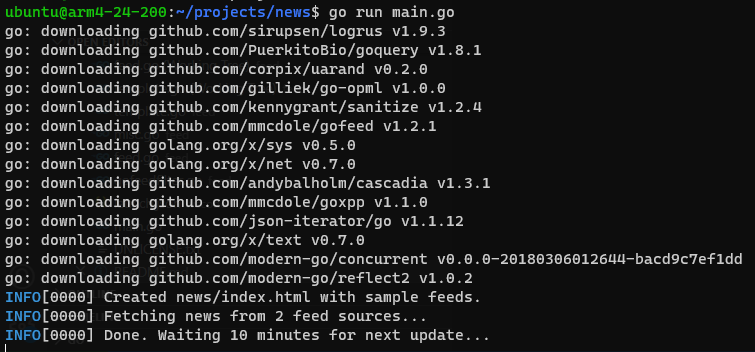 ubuntu@arm4-24-200:~/projects/news$ go run main.go
go: downloading github.com/sirupsen/logrus v1.9.3
go: downloading github.com/PuerkitoBio/goquery v1.8.1
go: downloading github.com/corpix/uarand v0.2.0
go: downloading github.com/gilliek/go-opml v1.0.0
go: downloading github.com/kennygrant/sanitize v1.2.4
go: downloading github.com/mmcdole/gofeed v1.2.1
go: downloading golang.org/x/sys v0.5.0
go: downloading golang.org/x/net v0.7.0
go: downloading github.com/andybalholm/cascadia v1.3.1
go: downloading github.com/mmcdole/goxpp v1.1.0
go: downloading github.com/json-iterator/go v1.1.12
go: downloading golang.org/x/text v0.7.0
go: downloading github.com/modern-go/concurrent v0.0.0-20180306012644-bacd9c7ef1dd
go: downloading github.com/modern-go/reflect2 v1.0.2
INFO[0000] Created news/index.html with sample feeds.
INFO[0000] Fetching news from 2 feed sources...
INFO[0000] Done. Waiting 10 minutes for next update...